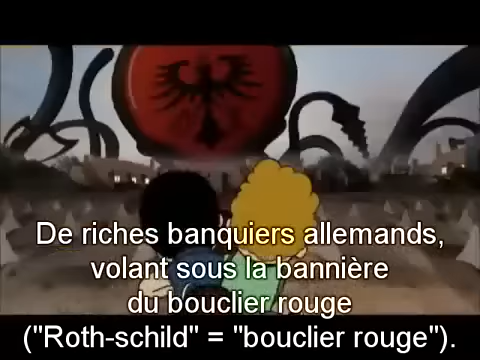 De riches banquiers allemands,
volant sous la bannière
du bouclier rouge
("Roth-schild" = "bouclier rouge").